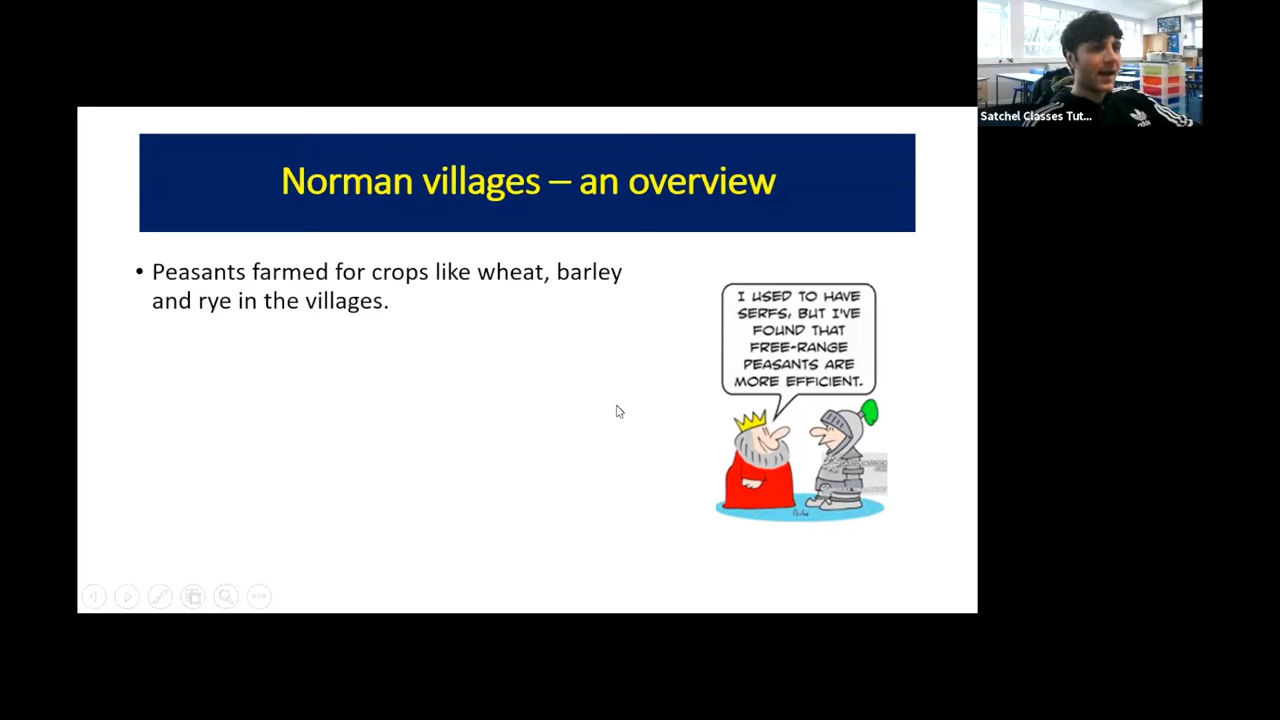 Satchel Classes Tut...
Norman villages – an overview
• Peasants farmed for crops like wheat, barley
and rye in the villages.
I USED TO HAVE
SERFS, BUT I'VE
FOUND THAT
FREE-RANGE
PEASANTS ARE
MORE EFFICIENT.